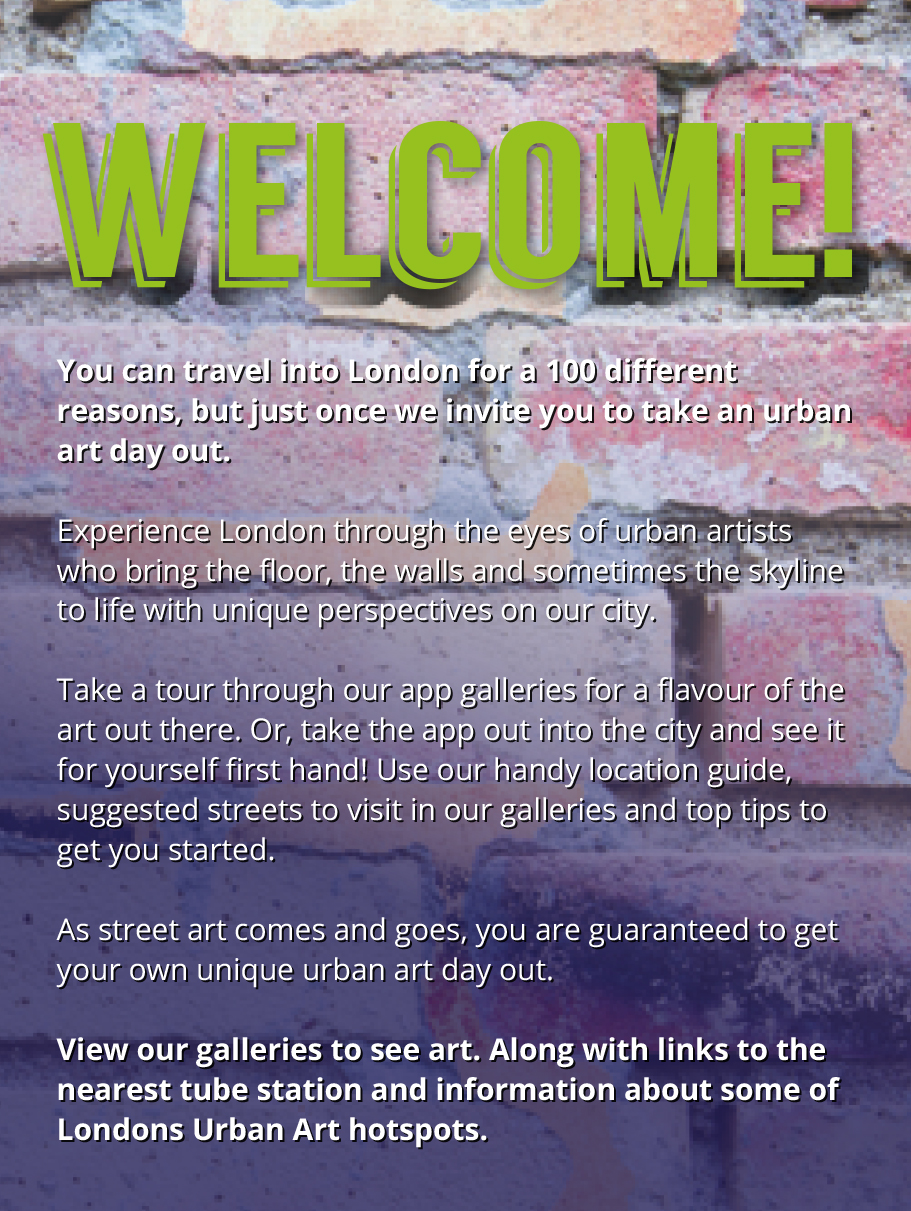 WELCOME!
You can travel into London for a 100 different
reasons, but just once we invite you to take an urban
art day out.
Experience London through the eyes of urban artists
who bring the floor, the walls and sometimes the skyline
to life with unique perspectives on our city.
Take a tour through our app galleries for a flavour of the
art out there. Or, take the app out into the city and see it
for yourself first hand! Use our handy location guide,
suggested streets to visit in our galleries and top tips to
get you started.
As street art comes and goes, you are guaranteed to get
your own unique urban art day out.
View our galleries to see art. Along with links to the
nearest tube station and information about some of
Londons Urban Art hotspots.